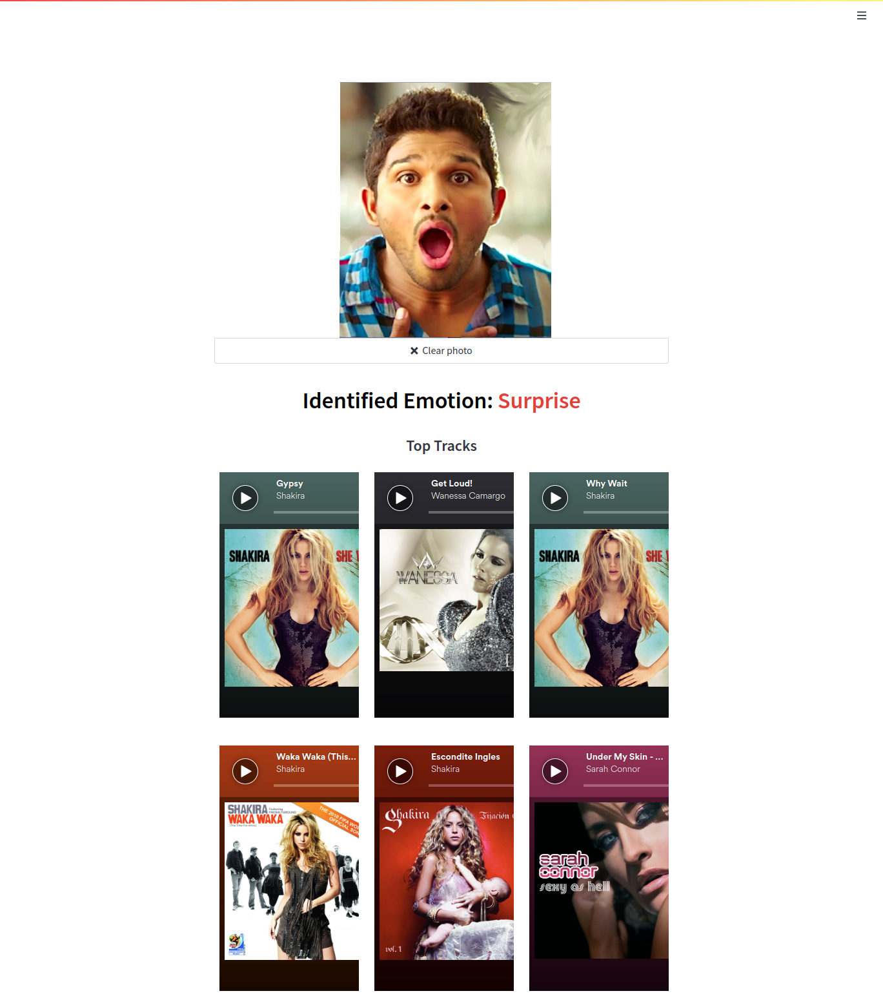 Clear photo
Identified Emotion: Surprise
Top Tracks
Gypsy
Shakira
Get Loud!
Wanessa Camargo
Why Wait
Shakira
SHAKIRA
SHE
WANESSA
SHAKIRA
SHE
Waka Waka (This...
Shakira
Escondite Ingles
Shakira
Under My Skin - ...
Sarah Connor
SHAKIRA Featuring FRESHLYGROUND
WAKA WAKA
(This Time For Africa)
THE 2010 FIFA WO
OFFICIAL SON
Shakira
Fijación
vol. 1
sarah
connor
sexy as hell